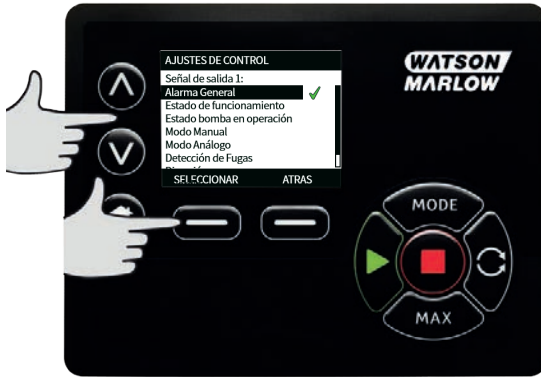 AJUSTES DE CONTROL
Señal de salida 1:
Alarma General
Estado de funcionamiento
Estado bomba en operación
Modo Manual
Modo Análogo
Detección de Fugas
SELECCIONAR ATRAS
WATSON
MARLOW
MODE
MAX